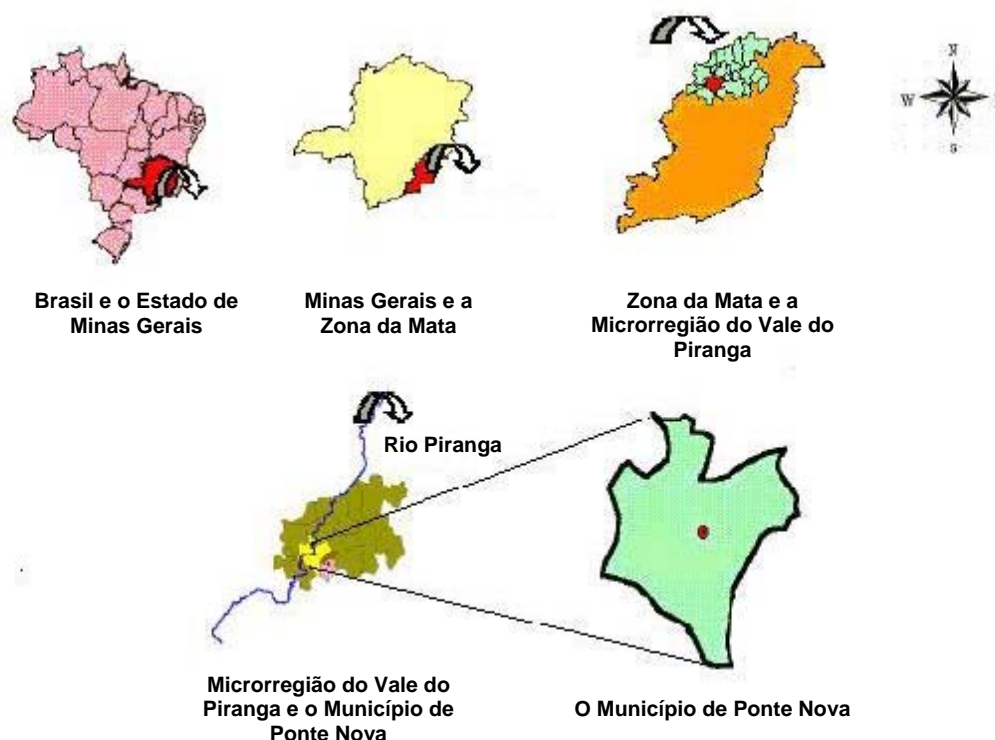 N
W
S
Brasil e o Estado de
Minas Gerais
Minas Gerais e a
Zona da Mata
Zona da Mata e a
Microrregião do Vale do
Piranga
Rio Piranga
Microrregião do Vale do
Piranga e o Município de
Ponte Nova
O Município de Ponte Nova